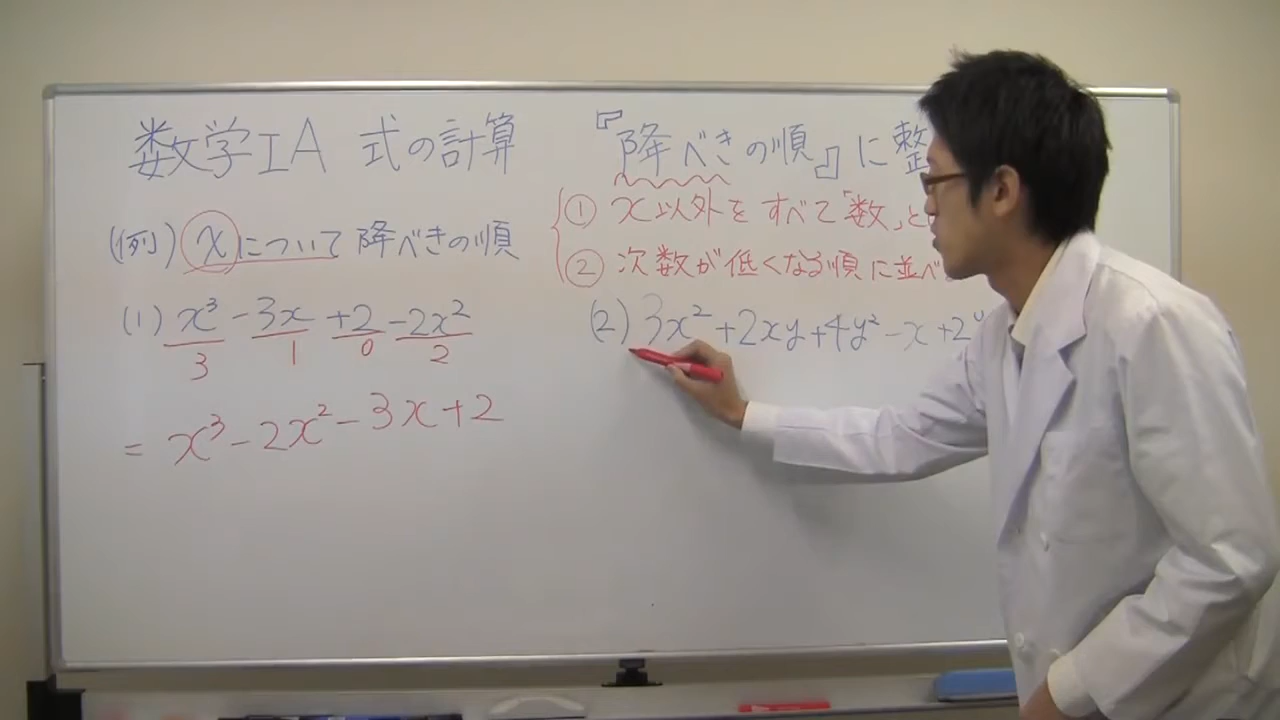 数学IA 式の計算
『降べきの順』に整
(例) xについて 降べきの順
① x以外をすべて「数」と
② 次数が低くなる順に並べ
(1) x³ -3x +2 -2x²
3 1 0 2
= x³ -2x² -3x +2
(2) 3x² +2xy +4y² -x +2y